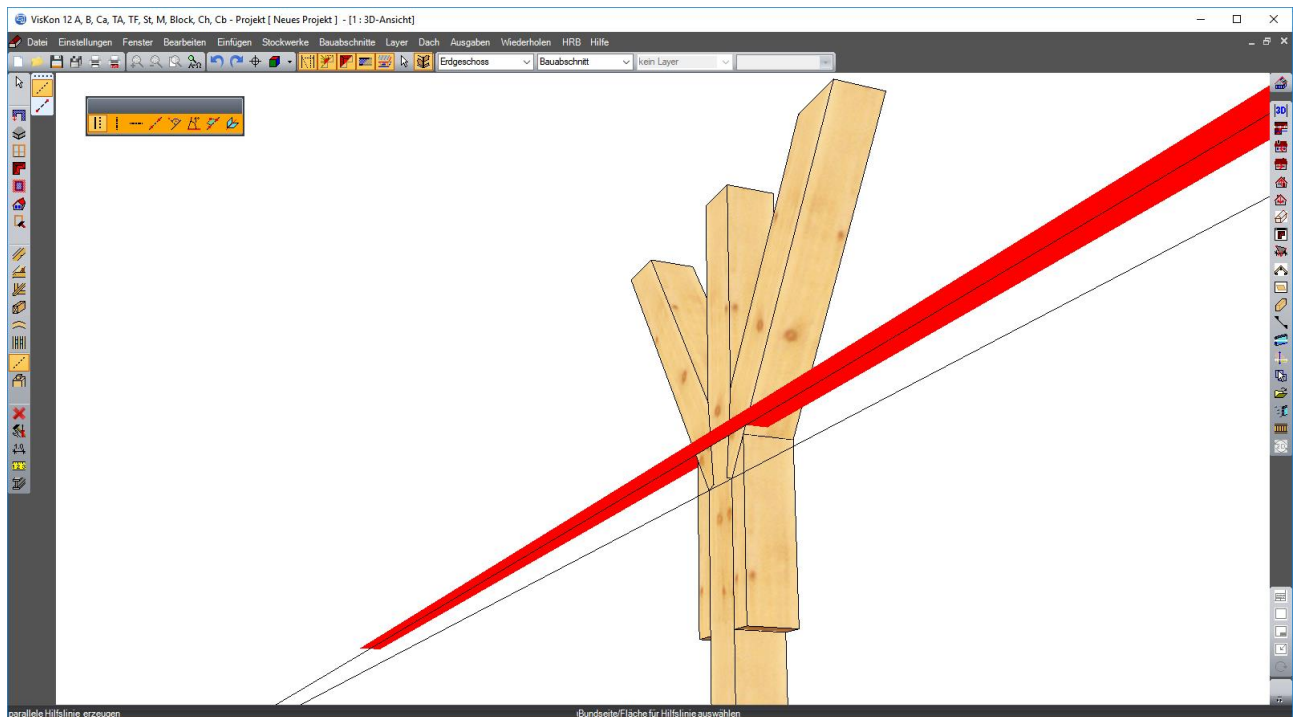 VisKon 12 A, B, Ca, TA, TF, St, M, Block, Ch, Cb - Projekt [ Neues Projekt ] - [1 : 3D-Ansicht]
Datei Einstellungen Fenster Bearbeiten Einfügen Stockwerke Bauabschnitte Layer Dach Ausgaben Wiederholen HRB Hilfe
Erdgeschoss Bauabschnitt kein Layer
3D
parallele Hilfslinie erzeugen Bundseite/Fläche für Hilfslinie auswählen